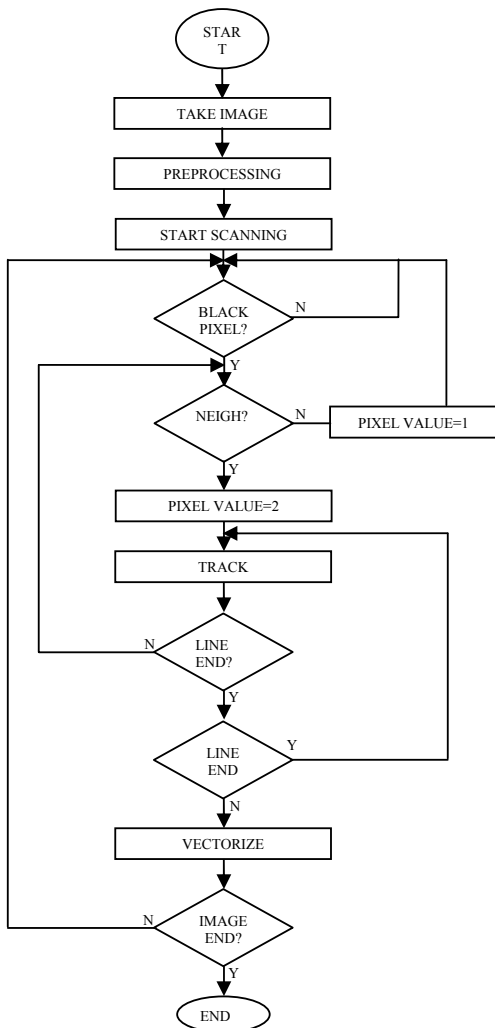 STAR
T
TAKE IMAGE
PREPROCESSING
START SCANNING
BLACK
PIXEL?
N
Y
NEIGH?
N
PIXEL VALUE=1
Y
PIXEL VALUE=2
TRACK
N
LINE
END?
Y
LINE
END
Y
N
VECTORIZE
N
IMAGE
END?
Y
END